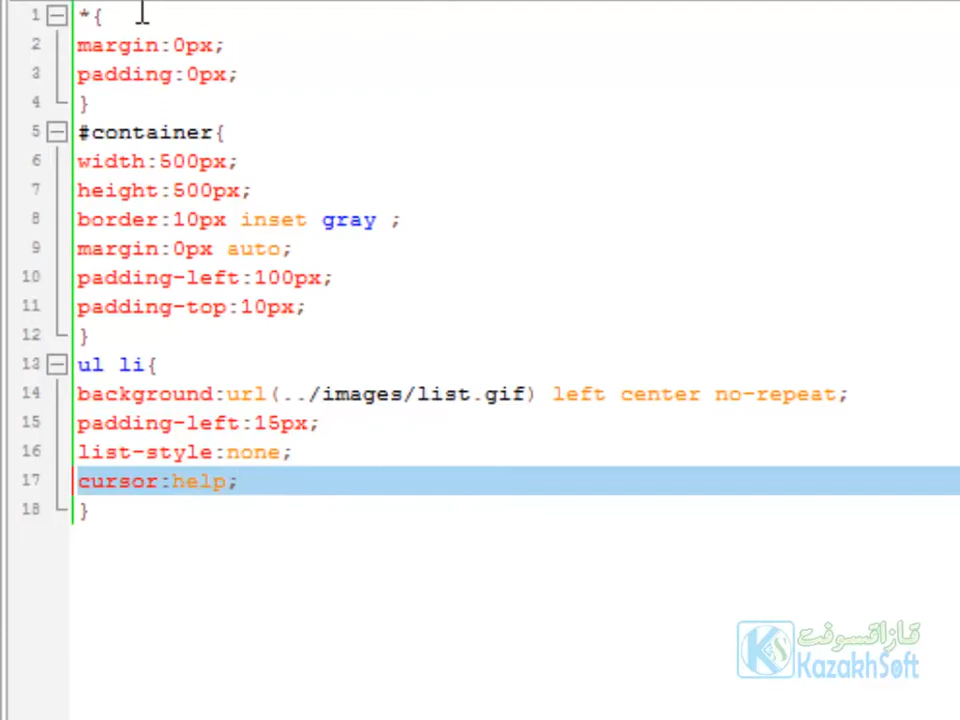 1 *{
2 margin:0px;
3 padding:0px;
4 }
5 #container{
6 width:500px;
7 height:500px;
8 border:10px inset gray ;
9 margin:0px auto;
10 padding-left:100px;
11 padding-top:10px;
12 }
13 ul li{
14 background:url(../images/list.gif) left center no-repeat;
15 padding-left:15px;
16 list-style:none;
17 cursor:help;
18 }
قازاقسوفت
KazakhSoft